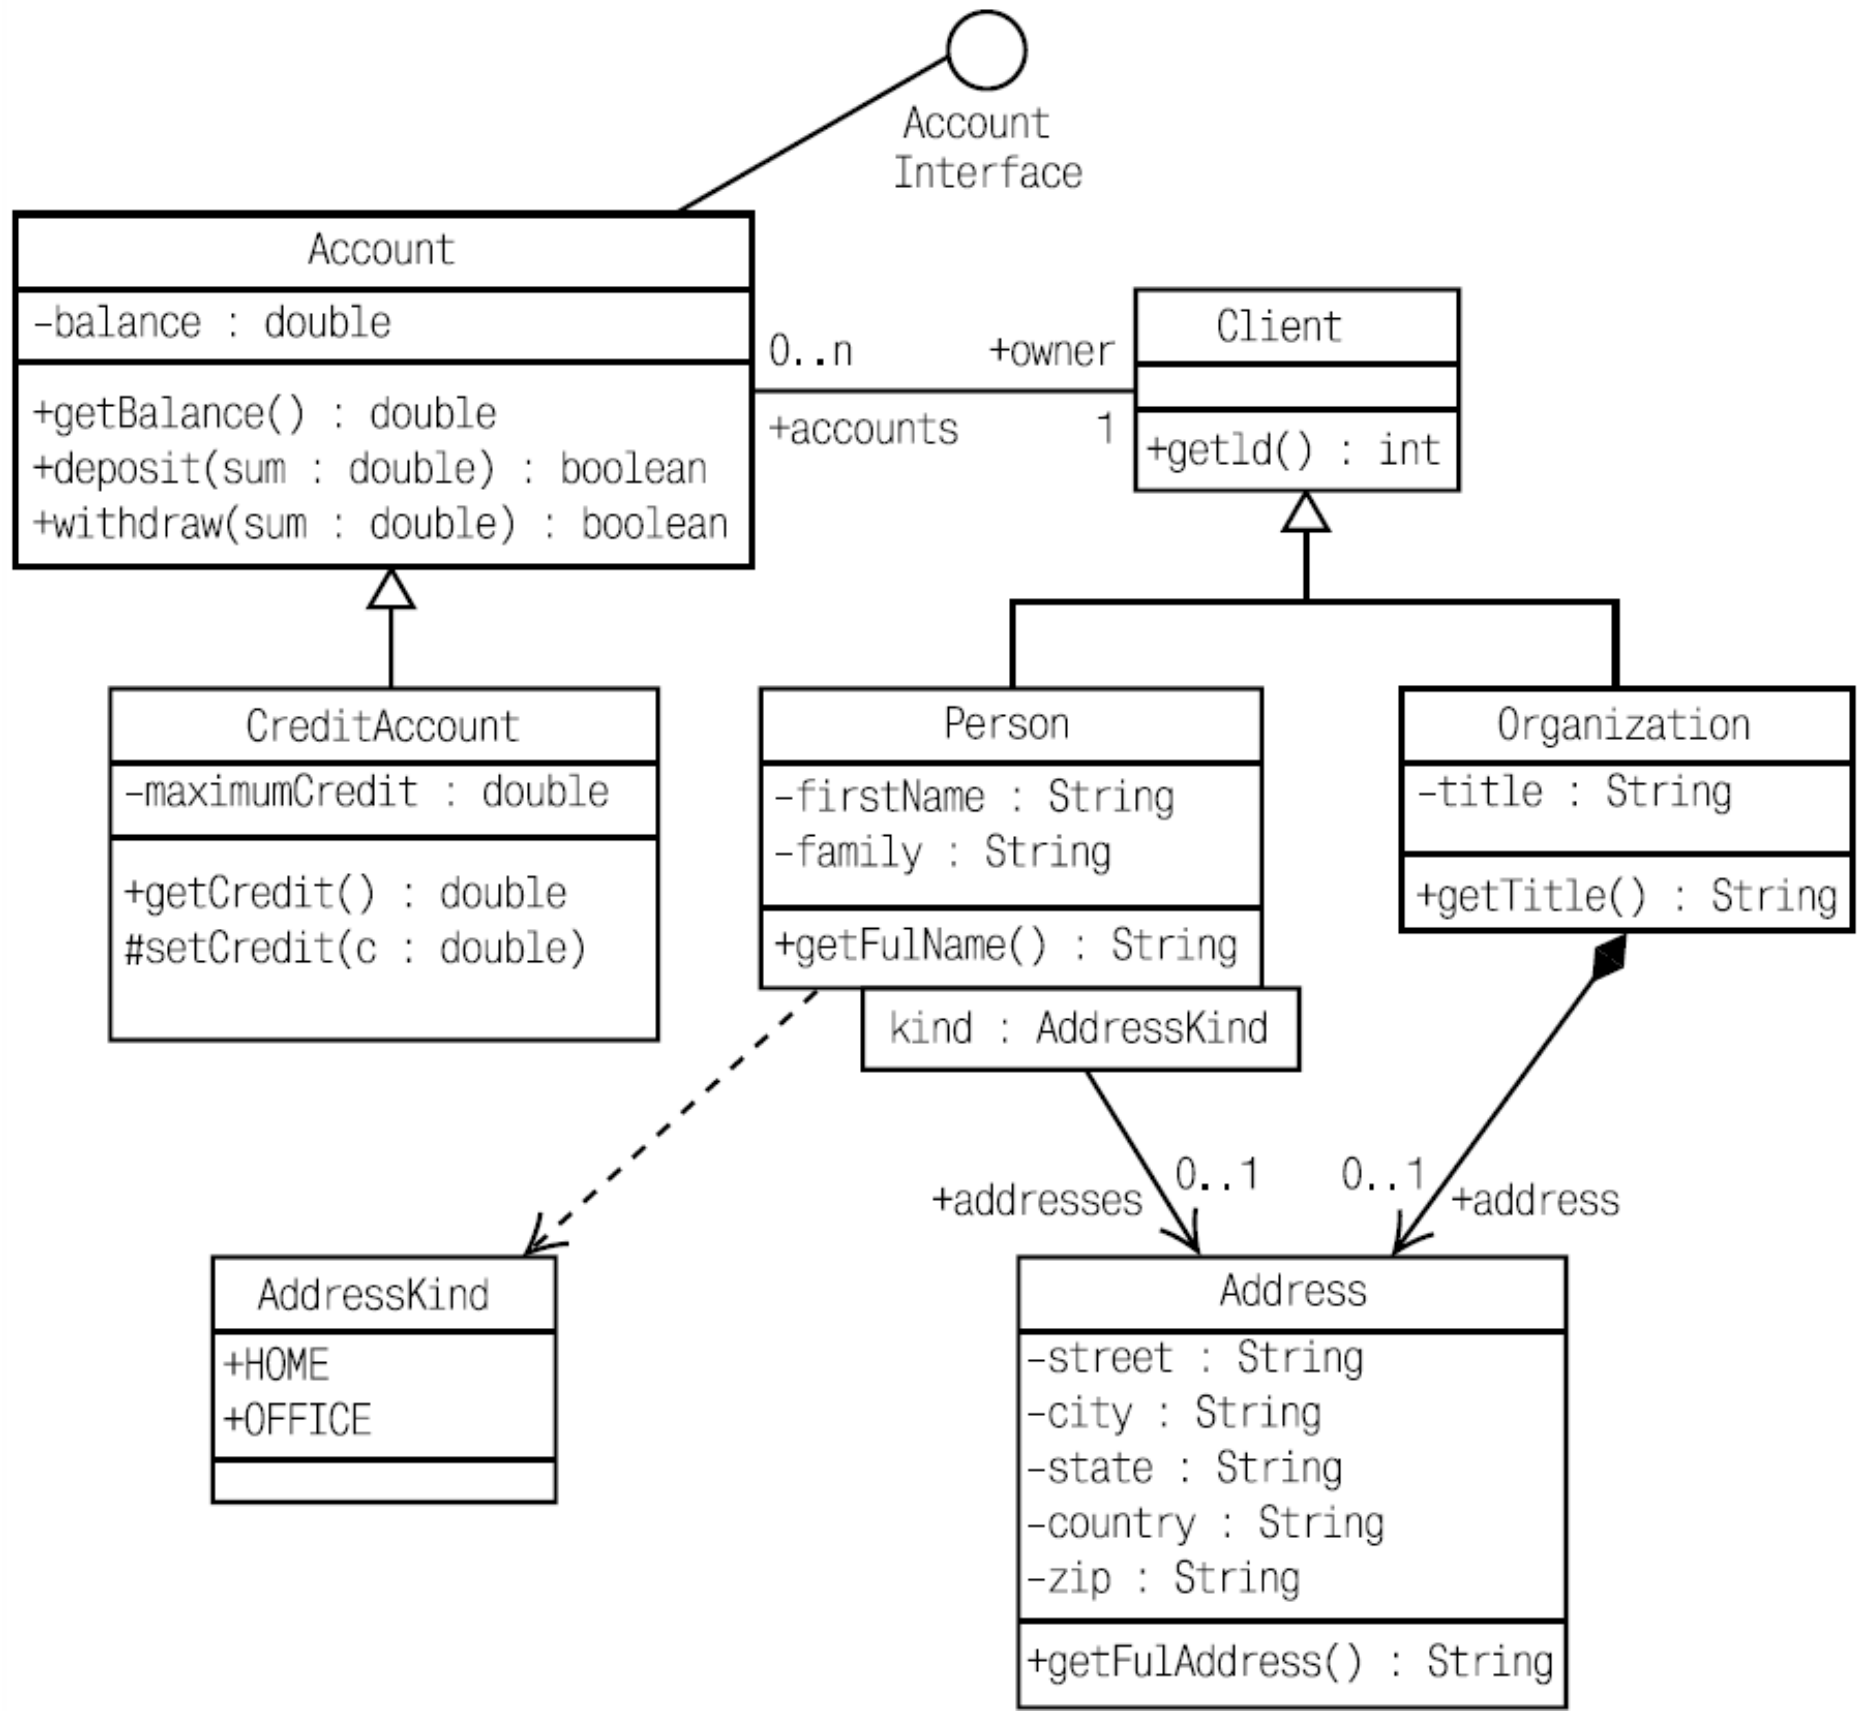 Account
Interface
Account
-balance : double
+getBalance() : double
+deposit(sum : double) : boolean
+withdraw(sum : double) : boolean
0..n
+owner
+accounts
1
Client
+getld() : int
CreditAccount
-maximumCredit : double
+getCredit() : double
#setCredit(c : double)
Person
-firstName : String
-family : String
+getFulName() : String
kind : AddressKind
Organization
-title : String
+getTitle() : String
0..1
+addresses
0..1
+address
AddressKind
+HOME
+OFFICE
Address
-street : String
-city : String
-state : String
-country : String
-zip : String
+getFulAddress() : String